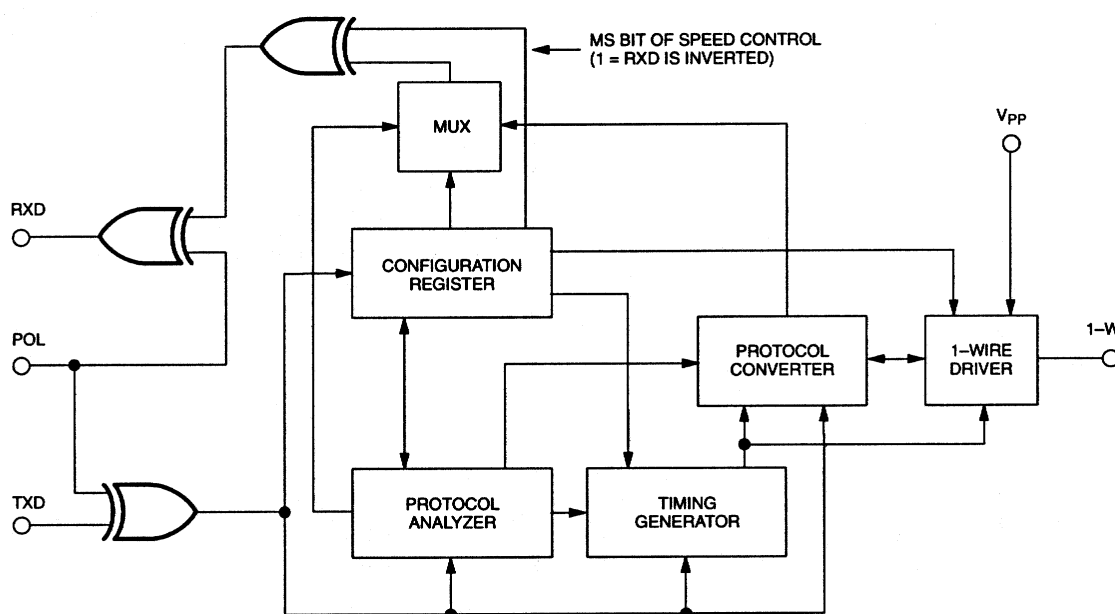 MS BIT OF SPEED CONTROL
(1 = RXD IS INVERTED)
MUX
VPP
RXD
CONFIGURATION
REGISTER
POL
PROTOCOL
CONVERTER
1–WIRE
DRIVER
1–W
TXD
PROTOCOL
ANALYZER
TIMING
GENERATOR